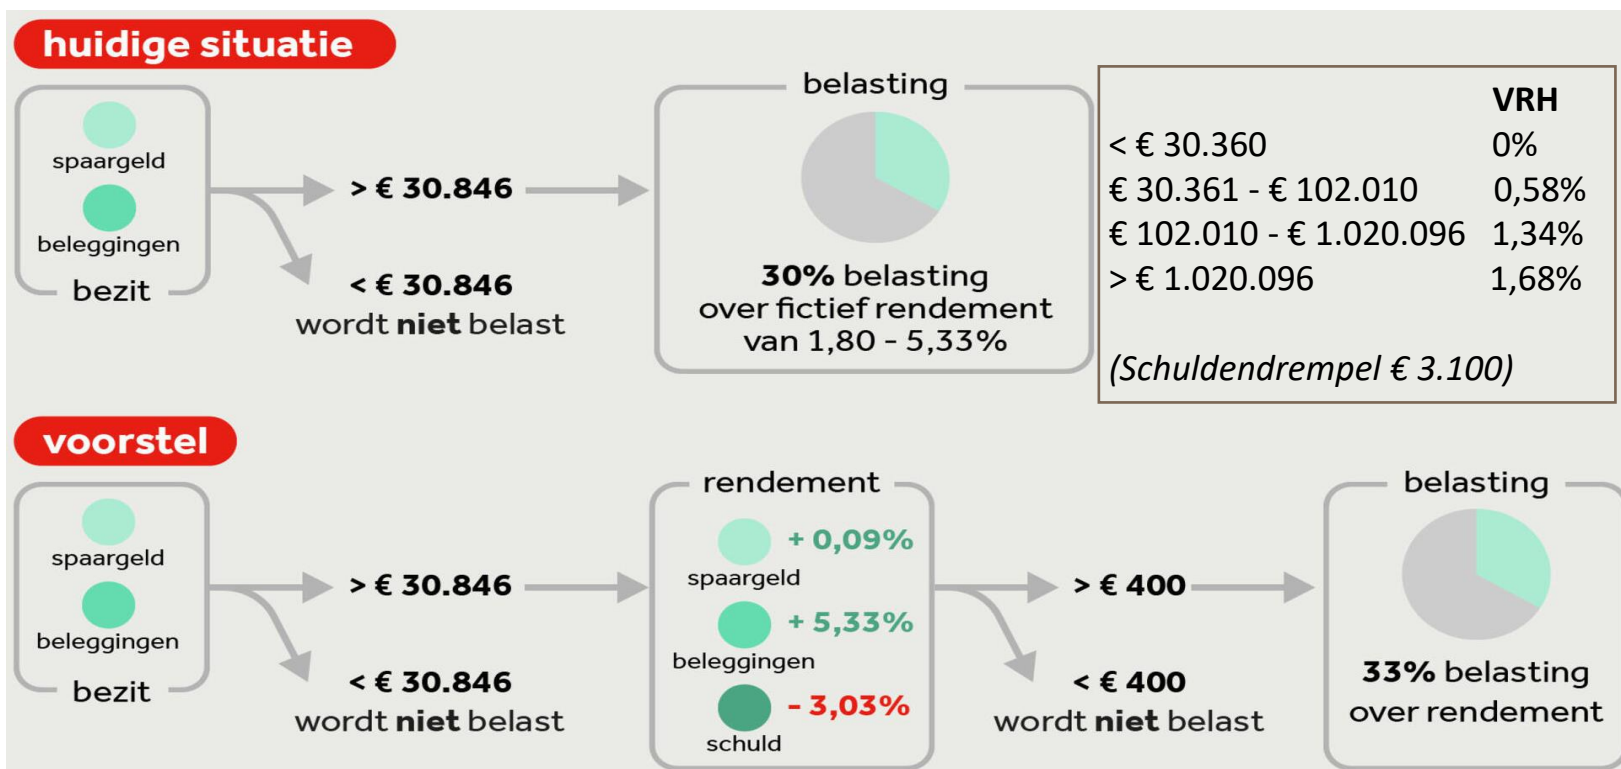 huidige situatie
spaargeld
beleggingen
bezit
> € 30.846
< € 30.846
wordt niet belast
belasting
30% belasting
over fictief rendement
van 1,80 - 5,33%
VRH
< € 30.360 0%
€ 30.361 - € 102.010 0,58%
€ 102.010 - € 1.020.096 1,34%
> € 1.020.096 1,68%
(Schuldendrempel € 3.100)
voorstel
spaargeld
beleggingen
bezit
> € 30.846
< € 30.846
wordt niet belast
rendement
+ 0,09%
spaargeld
+ 5,33%
beleggingen
- 3,03%
schuld
> € 400
< € 400
wordt niet belast
belasting
33% belasting
over rendement